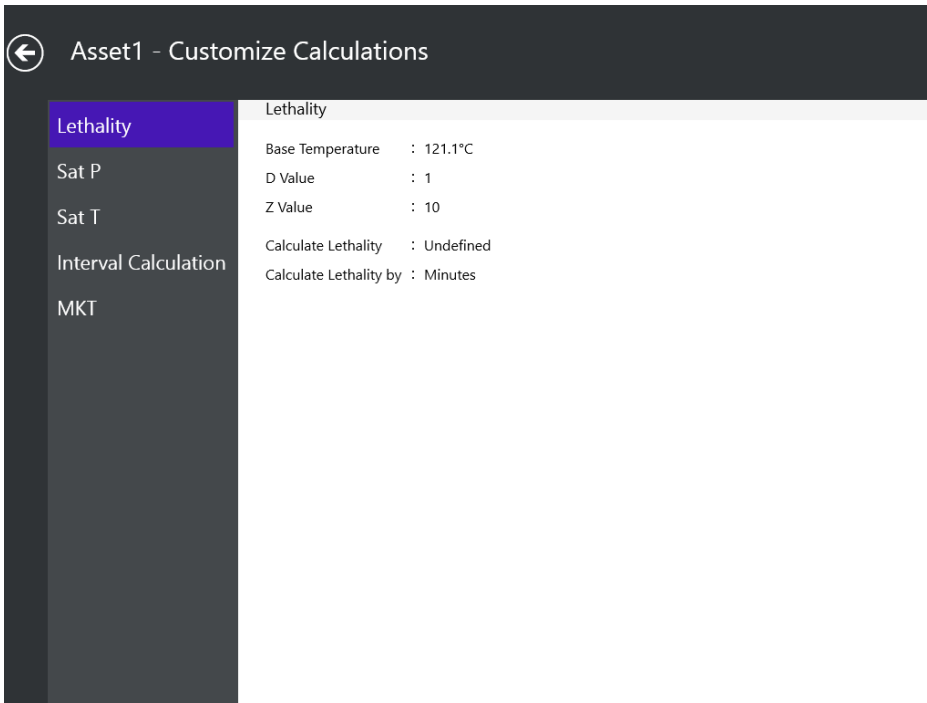 Asset1 - Customize Calculations
Lethality
Sat P
Sat T
Interval Calculation
MKT
Lethality
Base Temperature : 121.1°C
D Value : 1
Z Value : 10
Calculate Lethality : Undefined
Calculate Lethality by : Minutes